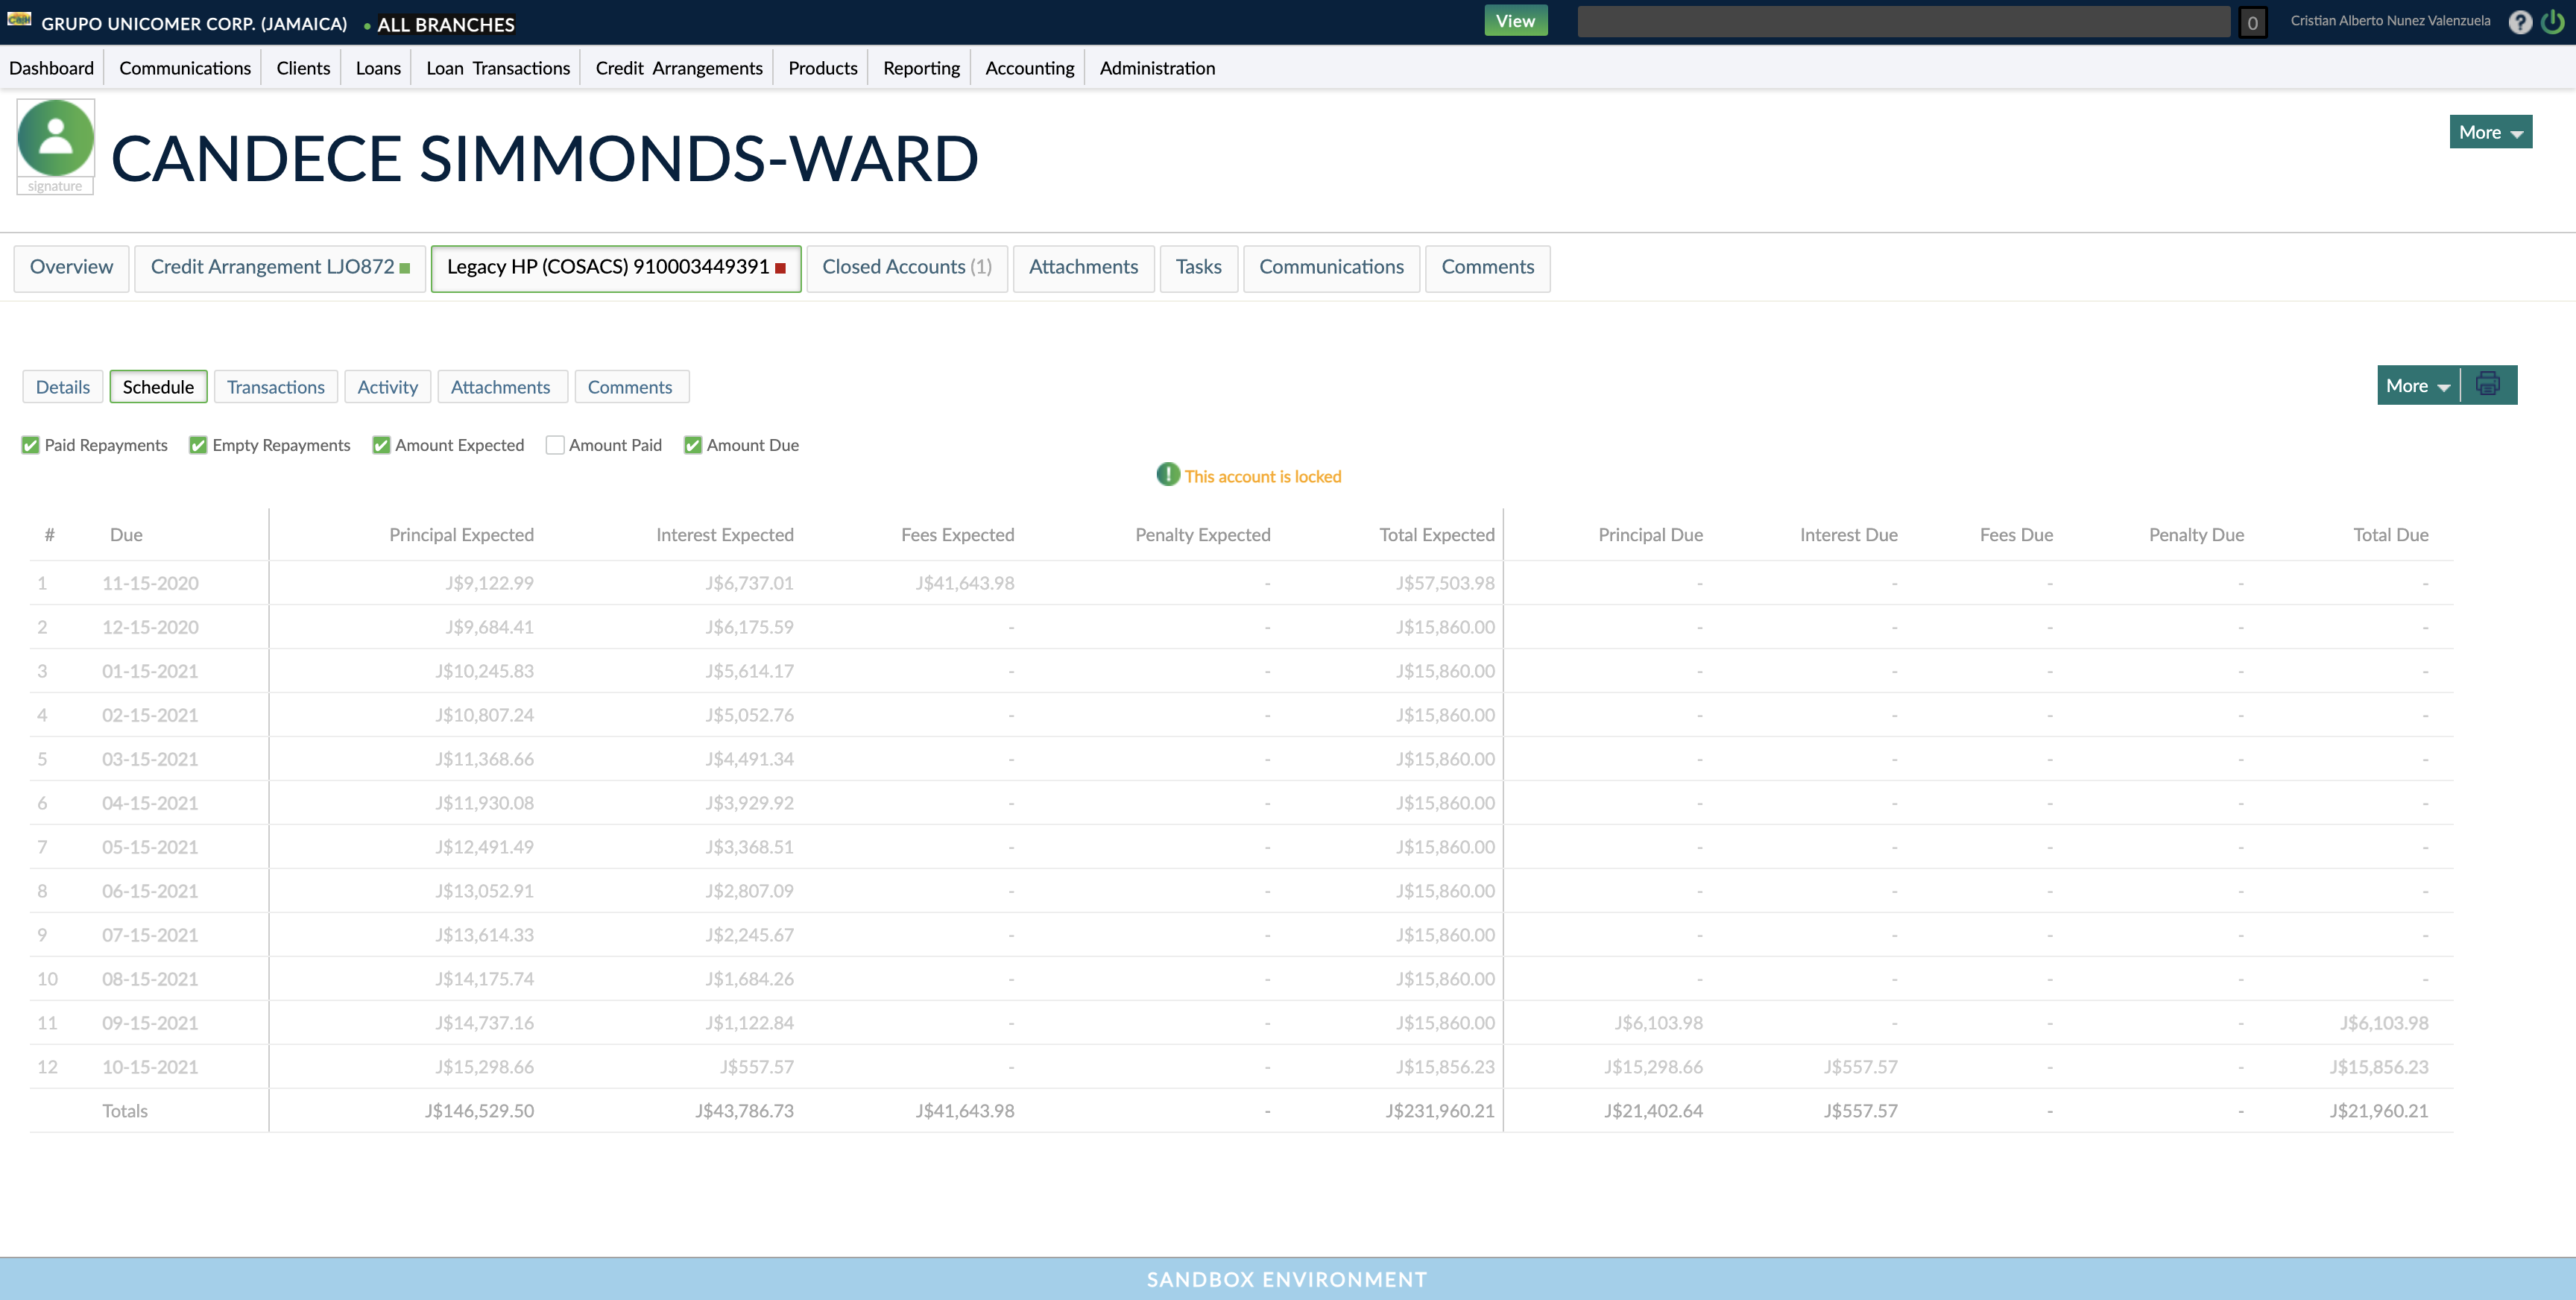 GRUPO UNICOMER CORP. (JAMAICA) • ALL BRANCHES View 0 Cristian Alberto Nunez Valenzuela ?
Dashboard Communications Clients Loans Loan Transactions Credit Arrangements Products Reporting Accounting Administration
CANDECE SIMMONDS-WARD More
signature
Overview Credit Arrangement LJO872 Legacy HP (COSACS) 910003449391 Closed Accounts (1) Attachments Tasks Communications Comments
Details Schedule Transactions Activity Attachments Comments More
Paid Repayments Empty Repayments Amount Expected Amount Paid Amount Due
! This account is locked
# Due Principal Expected Interest Expected Fees Expected Penalty Expected Total Expected Principal Due Interest Due Fees Due Penalty Due Total Due
1 11-15-2020 J$9,122.99 J$6,737.01 J$41,643.98 - J$57,503.98 - - - - -
2 12-15-2020 J$9,684.41 J$6,175.59 - - J$15,860.00 - - - - -
3 01-15-2021 J$10,245.83 J$5,614.17 - - J$15,860.00 - - - - -
4 02-15-2021 J$10,807.24 J$5,052.76 - - J$15,860.00 - - - - -
5 03-15-2021 J$11,368.66 J$4,491.34 - - J$15,860.00 - - - - -
6 04-15-2021 J$11,930.08 J$3,929.92 - - J$15,860.00 - - - - -
7 05-15-2021 J$12,491.49 J$3,368.51 - - J$15,860.00 - - - - -
8 06-15-2021 J$13,052.91 J$2,807.09 - - J$15,860.00 - - - - -
9 07-15-2021 J$13,614.33 J$2,245.67 - - J$15,860.00 - - - - -
10 08-15-2021 J$14,175.74 J$1,684.26 - - J$15,860.00 - - - - -
11 09-15-2021 J$14,737.16 J$1,122.84 - - J$15,860.00 J$6,103.98 - - - J$6,103.98
12 10-15-2021 J$15,298.66 J$557.57 - - J$15,856.23 J$15,298.66 J$557.57 - - J$15,856.23
Totals J$146,529.50 J$43,786.73 J$41,643.98 - J$231,960.21 J$21,402.64 J$557.57 - - J$21,960.21
SANDBOX ENVIRONMENT